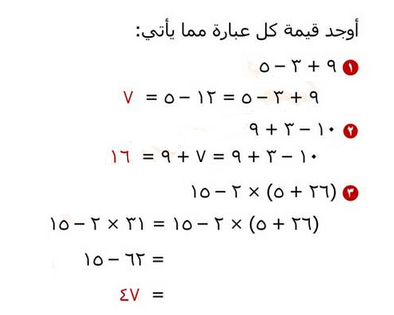 أوجد قيمة كل عبارة مما يأتي:
١ ٩ + ٣ − ٥
٩ + ٣ − ٥ = ١٢ − ٥ = ٧
٢ ١٠ − ٣ + ٩
١٠ − ٣ + ٩ = ٧ + ٩ = ١٦
٣ (٢٦ + ٥) × ٢ − ١٥
(٢٦ + ٥) × ٢ − ١٥ = ٣١ × ٢ − ١٥
= ٦٢ − ١٥
= ٤٧